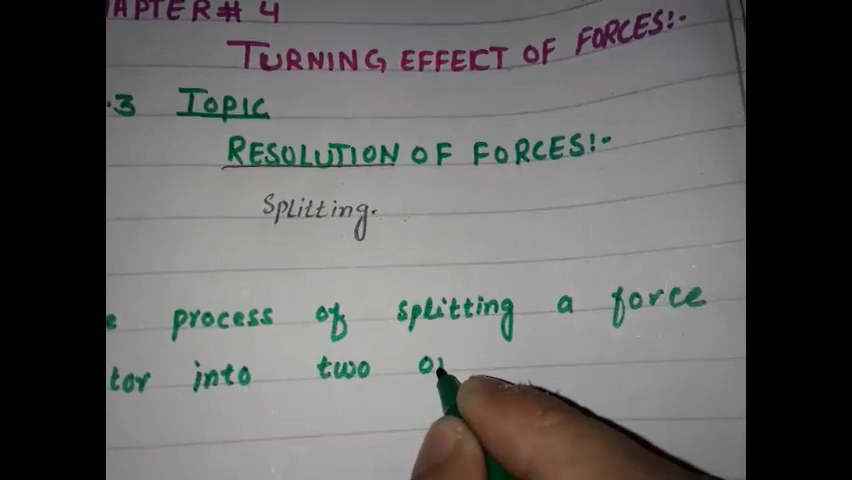 APTER# 4
TURNING EFFECT OF FORCES:-
.3 TOPIC
RESOLUTION OF FORCES:-
Splitting.
e process of splitting a force
tor into two or